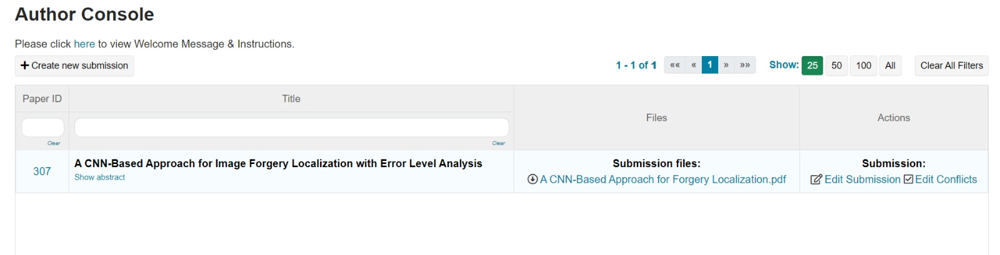 Author Console
Please click here to view Welcome Message & Instructions.
Create new submission
1 - 1 of 1 «« « 1 » »» Show: 25 50 100 All Clear All Filters
Paper ID Title Files Actions
Clear Clear
307 A CNN-Based Approach for Image Forgery Localization with Error Level Analysis Submission files: Submission:
Show abstract A CNN-Based Approach for Forgery Localization.pdf Edit Submission Edit Conflicts